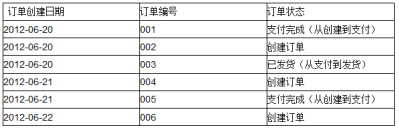 订单创建日期 订单编号 订单状态
2012-06-20 001 支付完成（从创建到支付）
2012-06-20 002 创建订单
2012-06-20 003 已发货（从支付到发货）
2012-06-21 004 创建订单
2012-06-21 005 支付完成（从创建到支付）
2012-06-22 006 创建订单